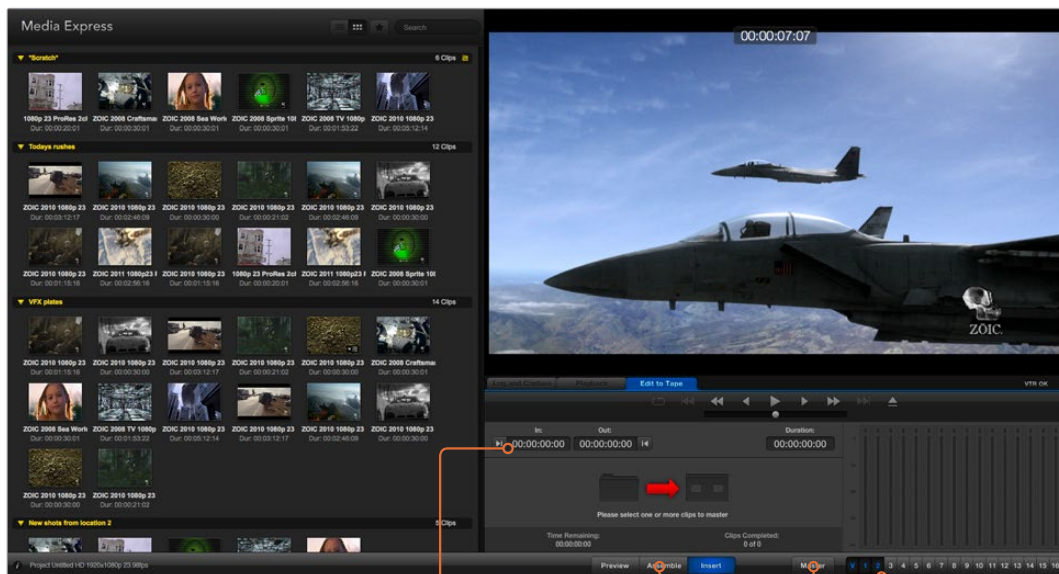 Media Express
Search
00:00:07:07
"Scratch"
6 Clips
1080p 23 ProRes 2cl
ZOIC 2008 Craftsma
ZOIC 2008 Sea Worl
ZOIC 2008 Sprite 108
ZOIC 2008 TV 1080p
ZOIC 2010 1080p 23
Dur: 00:00:20:01
Dur: 00:00:30:01
Dur: 00:00:30:01
Dur: 00:00:30:01
Dur: 00:01:53:22
Dur: 00:05:12:14
Todays rushes
12 Clips
ZOIC 2010 1080p 23
ZOIC 2010 1080p 23
ZOIC 2010 1080p 23
ZOIC 2010 1080p 23
ZOIC 2010 1080p 23
ZOIC 2010 1080p 23
Dur: 00:03:12:17
Dur: 00:02:46:09
Dur: 00:00:30:00
Dur: 00:00:21:02
Dur: 00:02:46:09
Dur: 00:00:30:00
ZOIC 2010 1080p 23
ZOIC 2011 1080p23 F
ZOIC 2010 1080p 23
1080p 23 ProRes 2cl
ZOIC 2011 1080p23 F
ZOIC 2008 Sprite 108
Dur: 00:01:15:16
Dur: 00:02:56:16
Dur: 00:01:15:16
Dur: 00:00:20:01
Dur: 00:02:56:16
Dur: 00:00:30:01
VFX plates
14 Clips
ZOIC 2010 1080p 23
ZOIC 2010 1080p 23
ZOIC 2010 1080p 23
ZOIC 2010 1080p 23
ZOIC 2010 1080p 23
ZOIC 2008 Craftsma
Dur: 00:01:15:16
Dur: 00:00:30:00
Dur: 00:03:12:17
Dur: 00:00:21:02
Dur: 00:00:30:00
Dur: 00:00:30:01
ZOIC 2008 Sea Worl
ZOIC 2008 TV 1080p
ZOIC 2010 1080p 23
ZOIC 2010 1080p 23
ZOIC 2010 1080p 23
ZOIC 2010 1080p 23
Dur: 00:00:30:01
Dur: 00:01:53:22
Dur: 00:05:12:14
Dur: 00:03:12:17
Dur: 00:02:46:09
Dur: 00:00:30:00
ZOIC 2010 1080p 23
ZOIC 2010 1080p 23
Dur: 00:00:30:00
Dur: 00:00:21:02
New shots from location 2
5 Clips
Project Untitled HD 1920x1080p 23.98fps
ZOIC.
Log and Capture
Playback
Edit to Tape
VTR OK
In:
Out:
Duration:
00:00:00:00
00:00:00:00
00:00:00:00
Please select one or more clips to master
Time Remaining:
00:00:00:00
Clips Completed:
0 of 0
Preview
Assemble
Insert
Master
V 1 2 3 4 5 6 7 8 9 10 11 12 13 14 15 16